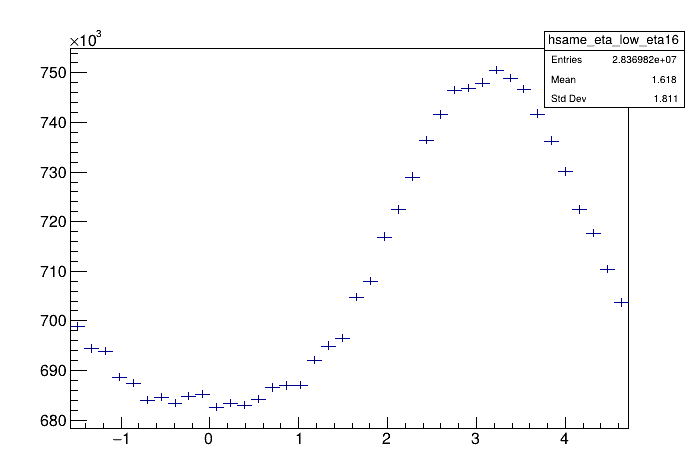 ×10³
hsame_eta_low_eta16
Entries 2.836982e+07
Mean 1.618
Std Dev 1.811
750
740
730
720
710
700
690
680
−1 0 1 2 3 4